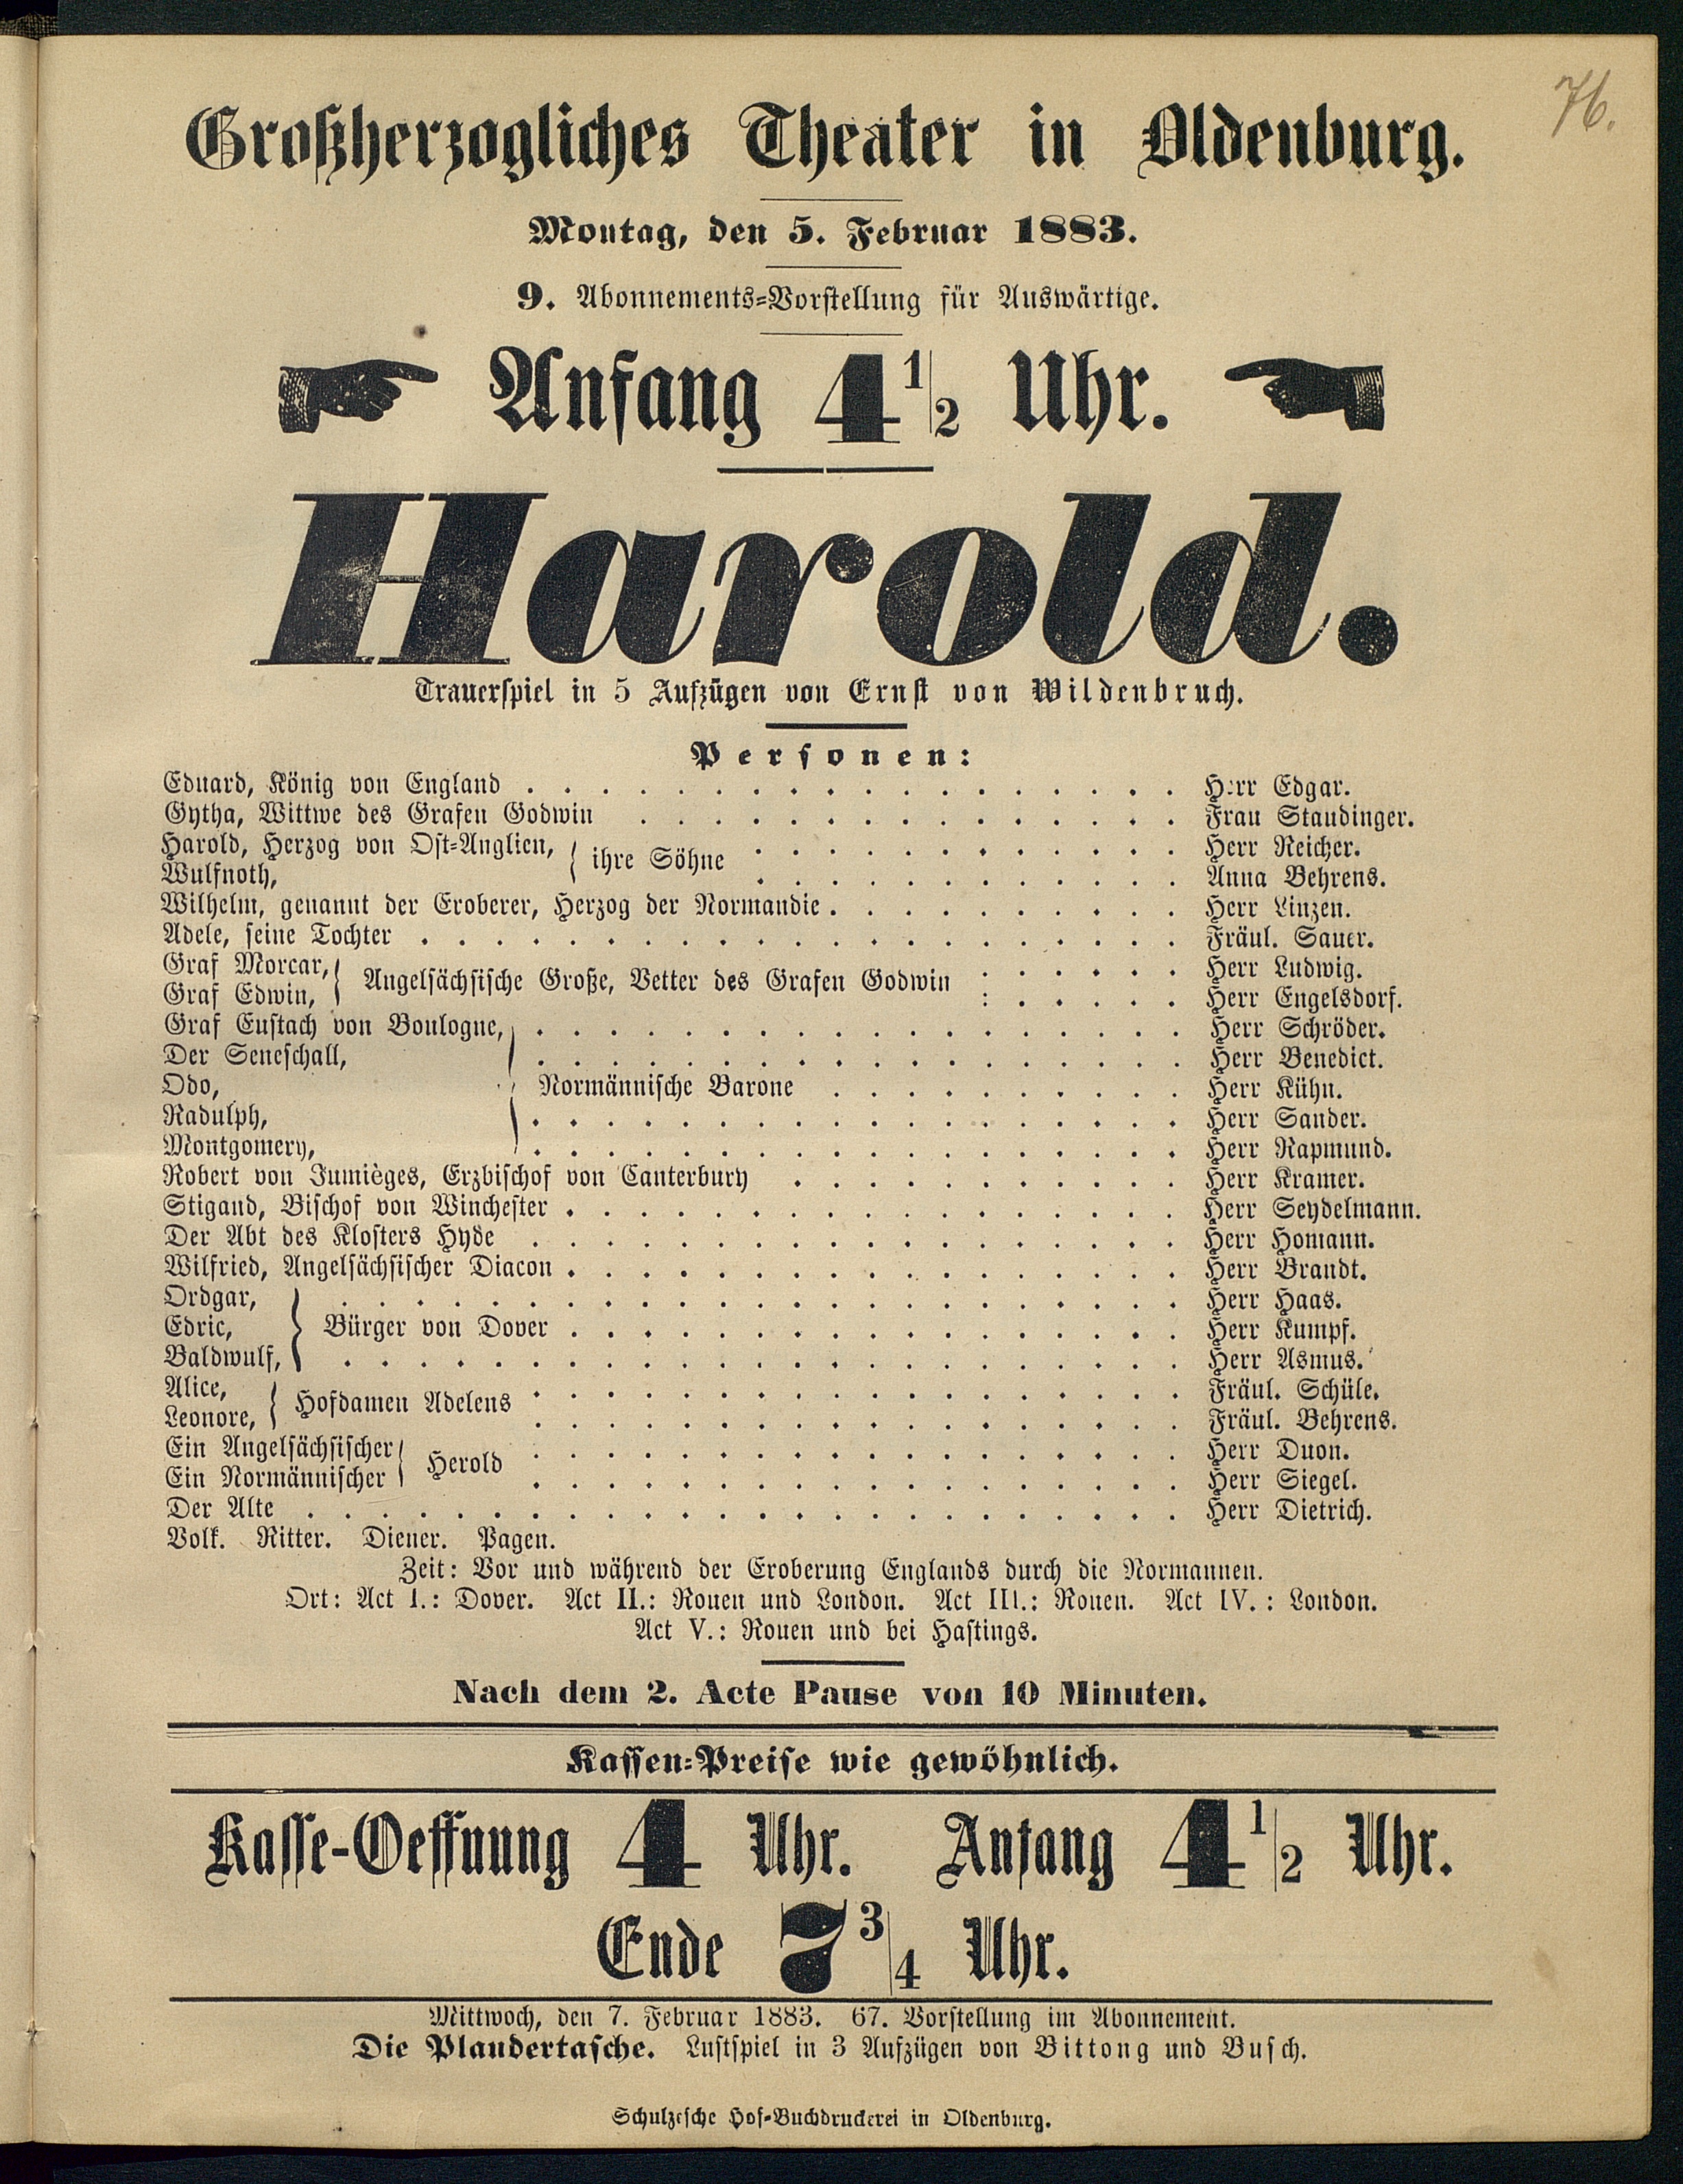 76.
Großherzogliches Theater in Oldenburg.
Montag, den 5. Februar 1883.
9. Abonnements-Vorstellung für Auswärtige.
Anfang 4 1/2 Uhr.
Harold.
Trauerspiel in 5 Aufzügen von Ernst von Wildenbruch.
Personen:
Eduard, König von England . . . . . . . . . . . . . . . . . . Herr Edgar.
Gytha, Wittwe des Grafen Godwin . . . . . . . . . . . . . . . Frau Staudinger.
Harold, Herzog von Ost-Anglien, } ihre Söhne . . . . . . . . . . . . Herr Reicher.
Wulfnoth, . . . . . . . . . . . . Anna Behrens.
Wilhelm, genannt der Eroberer, Herzog der Normandie . . . . . . . . . . Herr Linzen.
Adele, seine Tochter . . . . . . . . . . . . . . . . . . . . Fräul. Sauer.
Graf Morcar, } Angelsächsische Große, Vetter des Grafen Godwin . . . . . . Herr Ludwig.
Graf Edwin, . . . . . . Herr Engelsdorf.
Graf Eustach von Boulogne, . . . . . . . . . . . . . . . . . . Herr Schröder.
Der Seneschall, . . . . . . . . . . . . . . . . . . Herr Benedict.
Odo, } Normännische Barone . . . . . . . . . . Herr Kühn.
Radulph, . . . . . . . . . . . . . . . . . . Herr Sander.
Montgomery, . . . . . . . . . . . . . . . . . . Herr Rapmund.
Robert von Jumièges, Erzbischof von Canterbury . . . . . . . . . . . Herr Kramer.
Stigand, Bischof von Winchester . . . . . . . . . . . . . . . . . Herr Seydelmann.
Der Abt des Klosters Hyde . . . . . . . . . . . . . . . . . . Herr Homann.
Wilfried, Angelsächsischer Diacon . . . . . . . . . . . . . . . . . Herr Brandt.
Ordgar, . . . . . . . . . . . . . . . . . . . . . . . Herr Haas.
Edric, } Bürger von Dover . . . . . . . . . . . . . . . . . Herr Kumpf.
Baldwulf, . . . . . . . . . . . . . . . . . . . . . . . Herr Asmus.
Alice, } Hofdamen Adelens . . . . . . . . . . . . . . . . . . Fräul. Schüle.
Leonore, . . . . . . . . . . . . . . . . . . Fräul. Behrens.
Ein Angelsächsischer } Herold . . . . . . . . . . . . . . . . . . Herr Duon.
Ein Normännischer . . . . . . . . . . . . . . . . . . Herr Siegel.
Der Alte . . . . . . . . . . . . . . . . . . . . . . . . Herr Dietrich.
Volk. Ritter. Diener. Pagen.
Zeit: Vor und während der Eroberung Englands durch die Normannen.
Ort: Act I.: Dover. Act II.: Rouen und London. Act III.: Rouen. Act IV.: London.
Act V.: Rouen und bei Hastings.
Nach dem 2. Acte Pause von 10 Minuten.
Kassen-Preise wie gewöhnlich.
Kasse-Oeffnung 4 Uhr. Anfang 4 1/2 Uhr.
Ende 7 3/4 Uhr.
Mittwoch, den 7. Februar 1883. 67. Vorstellung im Abonnement.
Die Plaudertasche. Lustspiel in 3 Aufzügen von Bittong und Busch.
Schulzesche Hof-Buchdruckerei in Oldenburg.